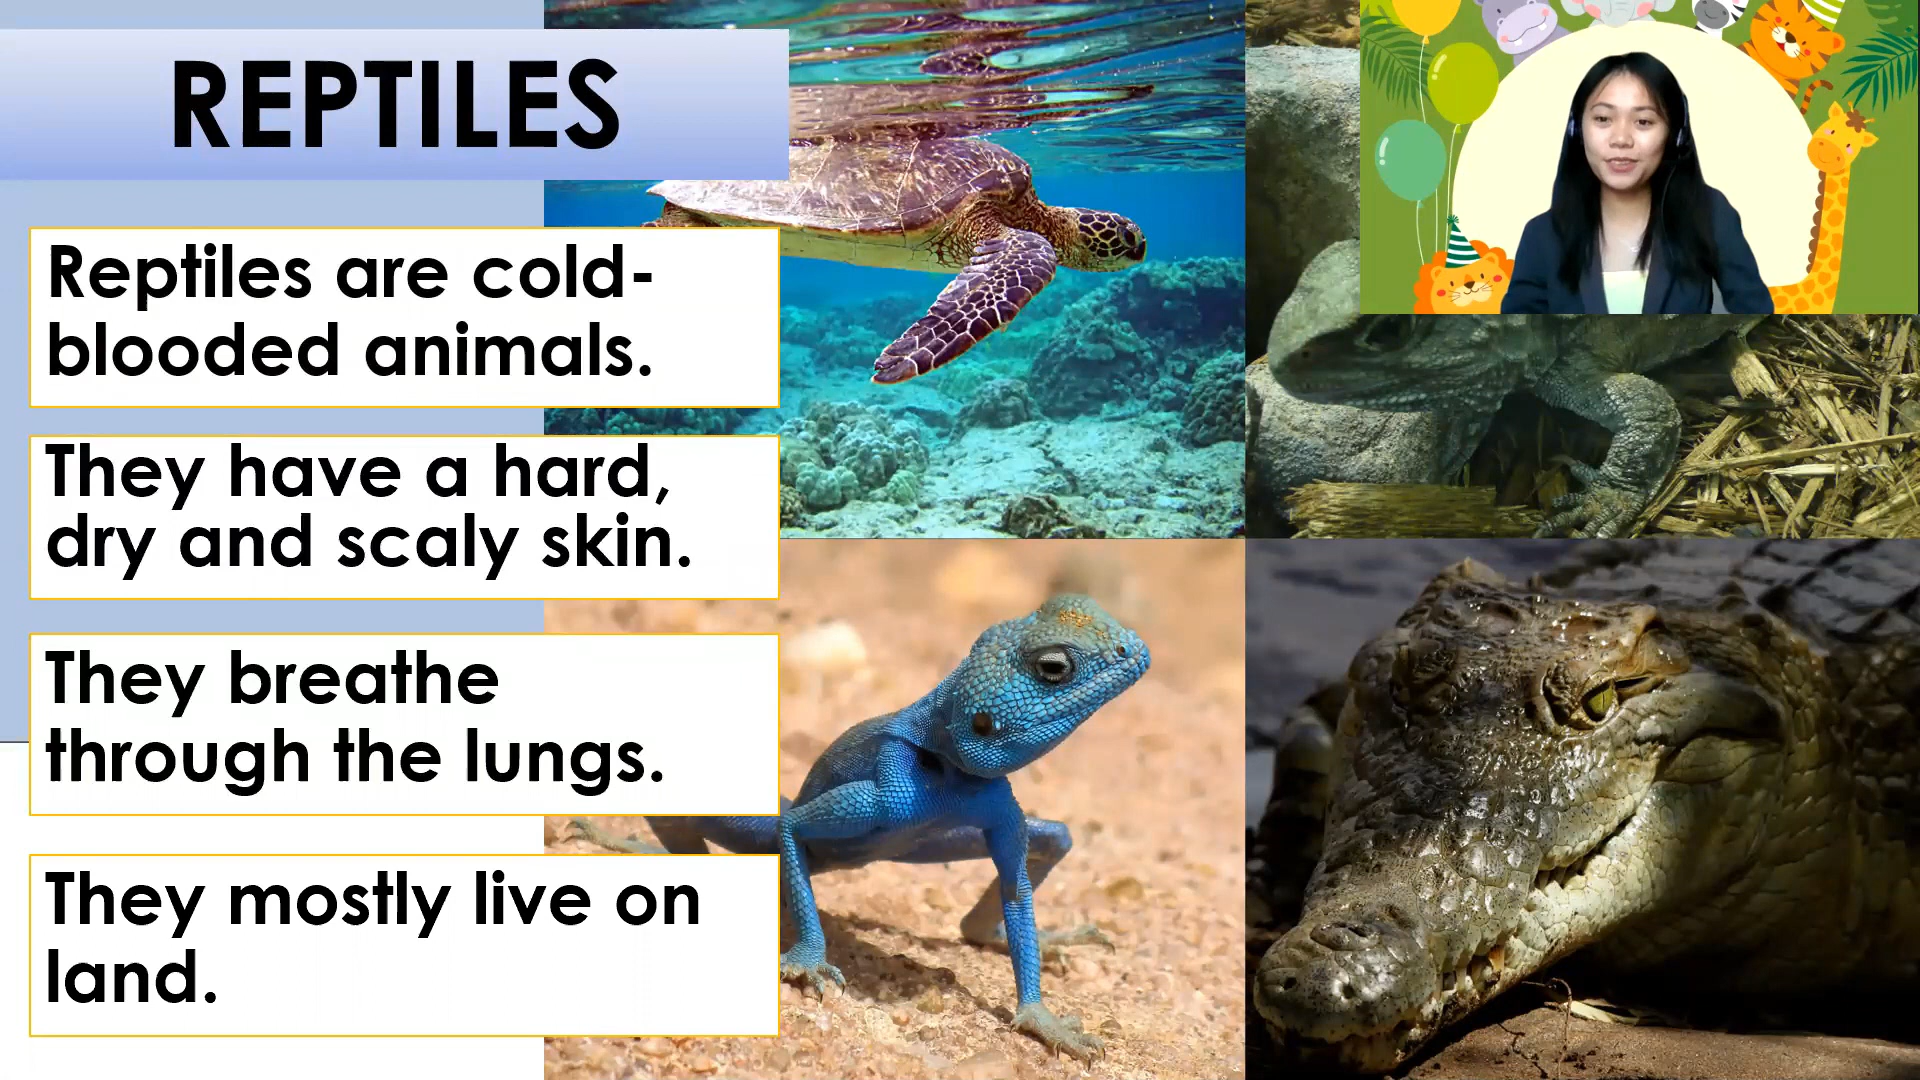 REPTILES
Reptiles are cold-
blooded animals.
They have a hard,
dry and scaly skin.
They breathe
through the lungs.
They mostly live on
land.